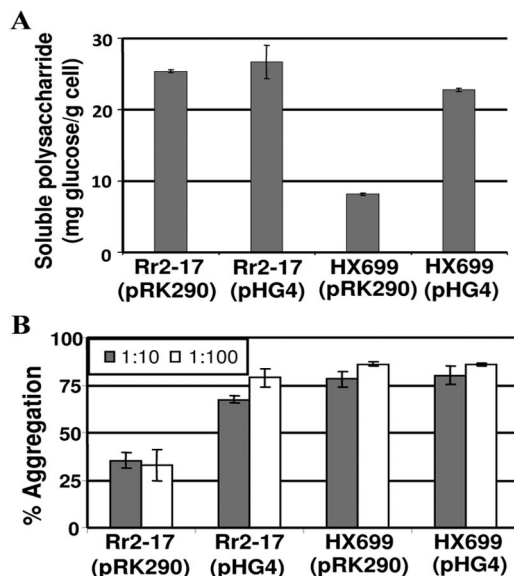 A
Soluble polysaccharride
(mg glucose/g cell)
30
20
10
0
Rr2-17
(pRK290)
Rr2-17
(pHG4)
HX699
(pRK290)
HX699
(pHG4)
B
% Aggregation
100
75
50
25
0
1:10
1:100
Rr2-17
(pRK290)
Rr2-17
(pHG4)
HX699
(pRK290)
HX699
(pHG4)